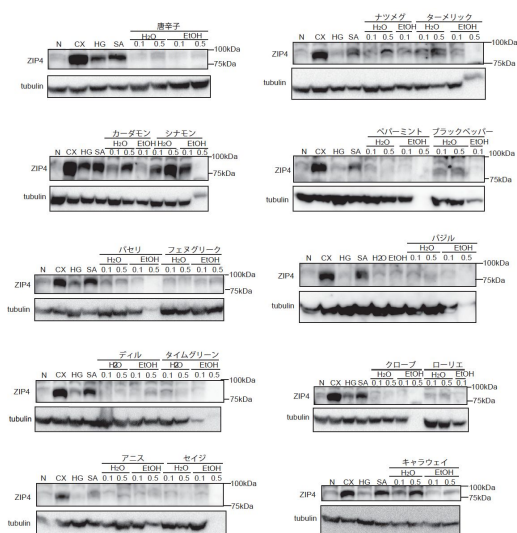 唐辛子
H₂O EtOH
N CX HG SA 0.1 0.5 0.1 0.5
ZIP4
100kDa
75kDa
tubulin
ナツメグ ターメリック
H₂O EtOH H₂O EtOH
N CX HG SA 0.1 0.5 0.1 0.1 0.5 0.1 0.5
ZIP4
100kDa
75kDa
tubulin
カーダモン シナモン
H₂O EtOH H₂O EtOH
N CX HG SA 0.1 0.5 0.1 0.1 0.5 0.1 0.5
ZIP4
100kDa
75kDa
tubulin
ペパーミント ブラックペッパー
H₂O EtOH H₂O EtOH
N CX HG SA 0.1 0.5 0.1 0.5 0.1 0.5 0.1
ZIP4
100kDa
75kDa
tubulin
パセリ フェヌグリーク
H₂O EtOH H₂O EtOH
N CX HG SA 0.1 0.5 0.1 0.5 0.1 0.5 0.1 0.5
ZIP4
100kDa
75kDa
tubulin
バジル
H₂O EtOH
N CX HG SA H2O EtOH 0.1 0.5 0.1 0.5
ZIP4
100kDa
75kDa
tubulin
ディル タイムグリーン
H2O EtOH H2O EtOH
N CX HG SA 0.1 0.5 0.1 0.5 0.1 0.5 0.1 0.5
ZIP4
100kDa
75kDa
tubulin
クローブ ローリエ
H₂O EtOH H₂O EtOH
N CX HG SA 0.1 0.5 0.1 0.5 0.1 0.5 0.1
ZIP4
100kDa
75kDa
tubulin
アニス セイジ
H₂O EtOH H₂O EtOH
N CX HG SA 0.1 0.5 0.1 0.5 0.1 0.5 0.1 0.5
ZIP4
100kDa
75kDa
tubulin
キャラウェイ
H₂O EtOH
N CX HG SA 0.1 0.5 0.1 0.5
ZIP4
100kDa
75kDa
tubulin